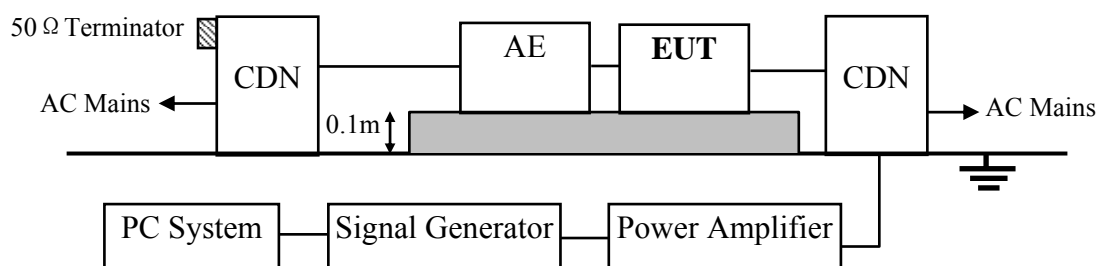 50 Ω Terminator
CDN
AC Mains
0.1m
AE
EUT
CDN
AC Mains
PC System
Signal Generator
Power Amplifier